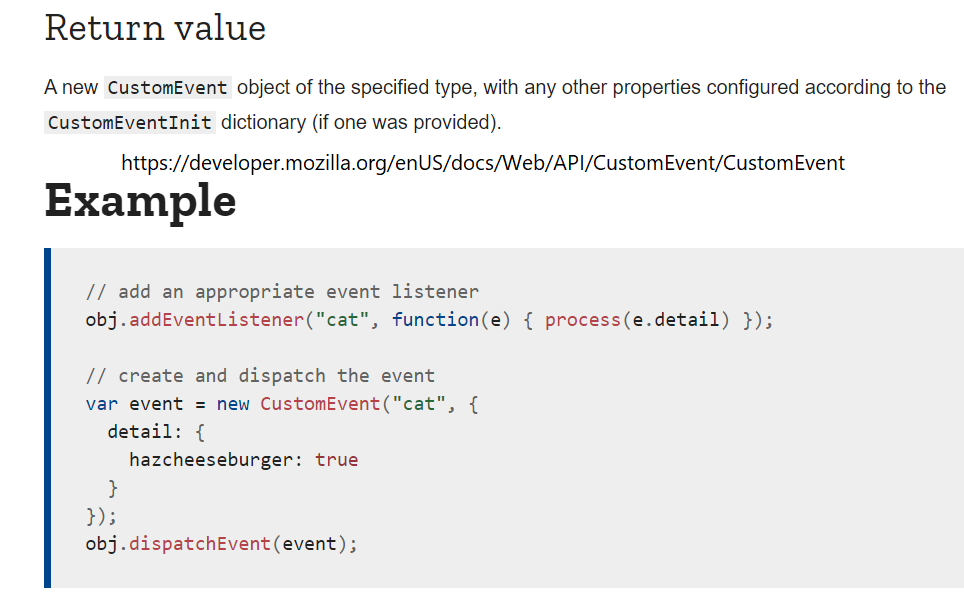 Return value
A new CustomEvent object of the specified type, with any other properties configured according to the
CustomEventInit dictionary (if one was provided).
https://developer.mozilla.org/enUS/docs/Web/API/CustomEvent/CustomEvent
Example
// add an appropriate event listener
obj.addEventListener("cat", function(e) { process(e.detail) });
// create and dispatch the event
var event = new CustomEvent("cat", {
  detail: {
    hazcheeseburger: true
  }
});
obj.dispatchEvent(event);